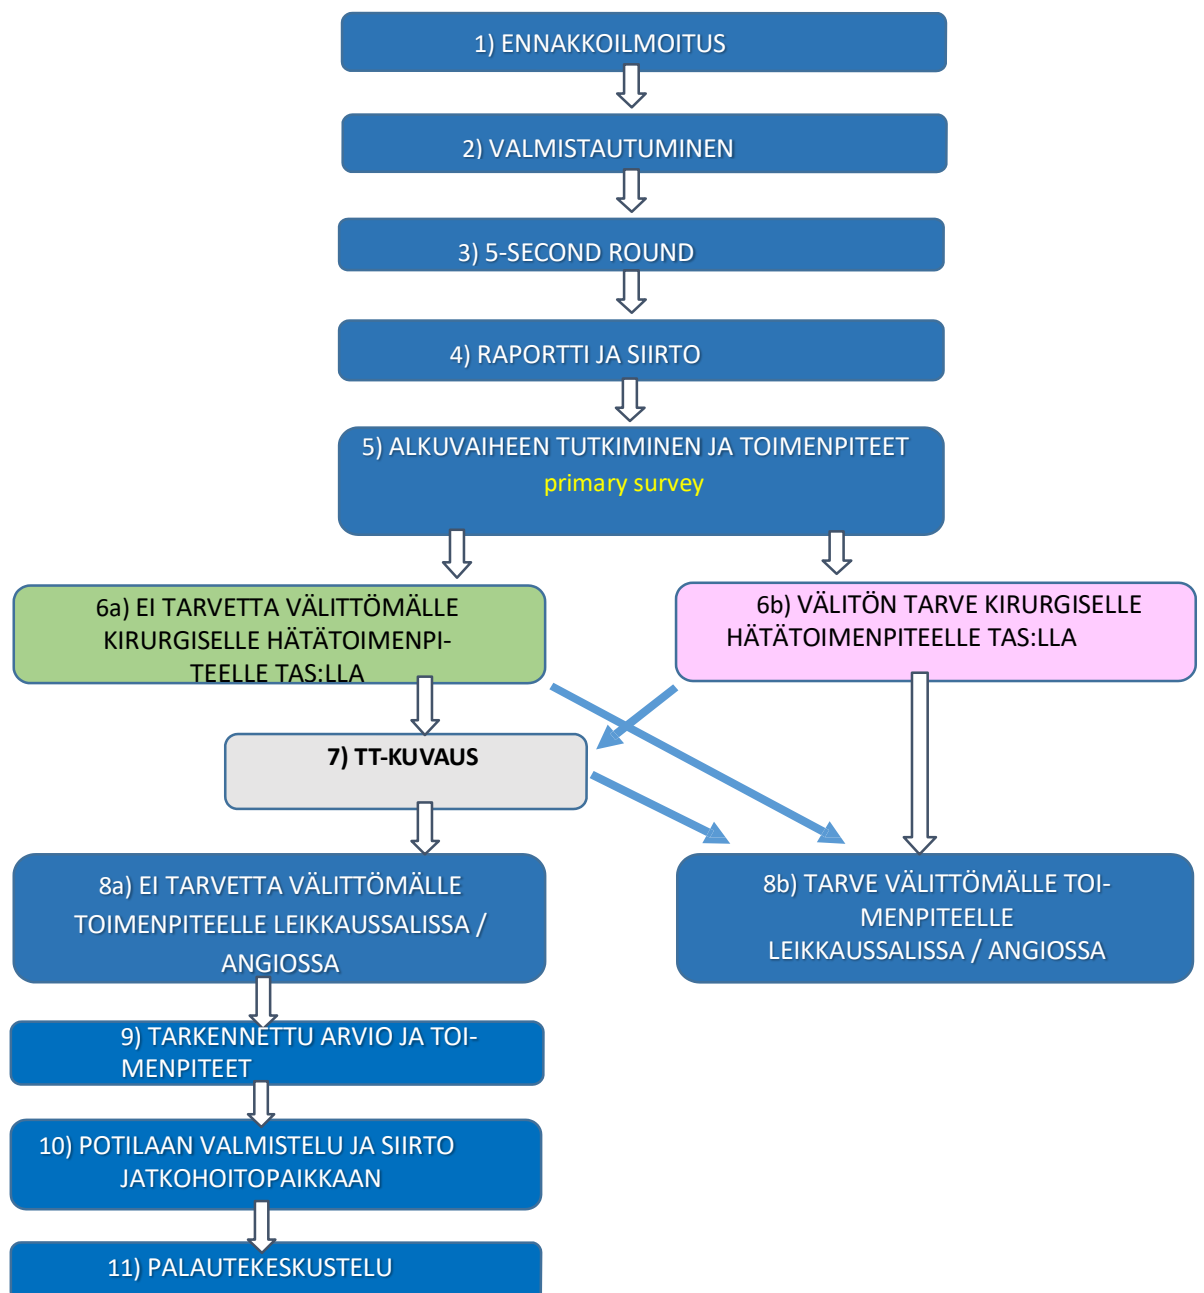 1) ENNAKKOILMOITUS
2) VALMISTAUTUMINEN
3) 5-SECOND ROUND
4) RAPORTTI JA SIIRTO
5) ALKUVAIHEEN TUTKIMINEN JA TOIMENPITEET
primary survey
6a) EI TARVETTA VÄLITTÖMÄLLE
KIRURGISELLE HÄTÄTOIMENPI-
TEELLE TAS:LLA
6b) VÄLITÖN TARVE KIRURGISELLE
HÄTÄTOIMENPITEELLE TAS:LLA
7) TT-KUVAUS
8a) EI TARVETTA VÄLITTÖMÄLLE
TOIMENPITEELLE LEIKKAUSSALISSA /
ANGIOSSA
8b) TARVE VÄLITTÖMÄLLE TOI-
MENPITEELLE
LEIKKAUSSALISSA / ANGIOSSA
9) TARKENNETTU ARVIO JA TOI-
MENPITEET
10) POTILAAN VALMISTELU JA SIIRTO
JATKOHOITOPAIKKAAN
11) PALAUTEKESKUSTELU